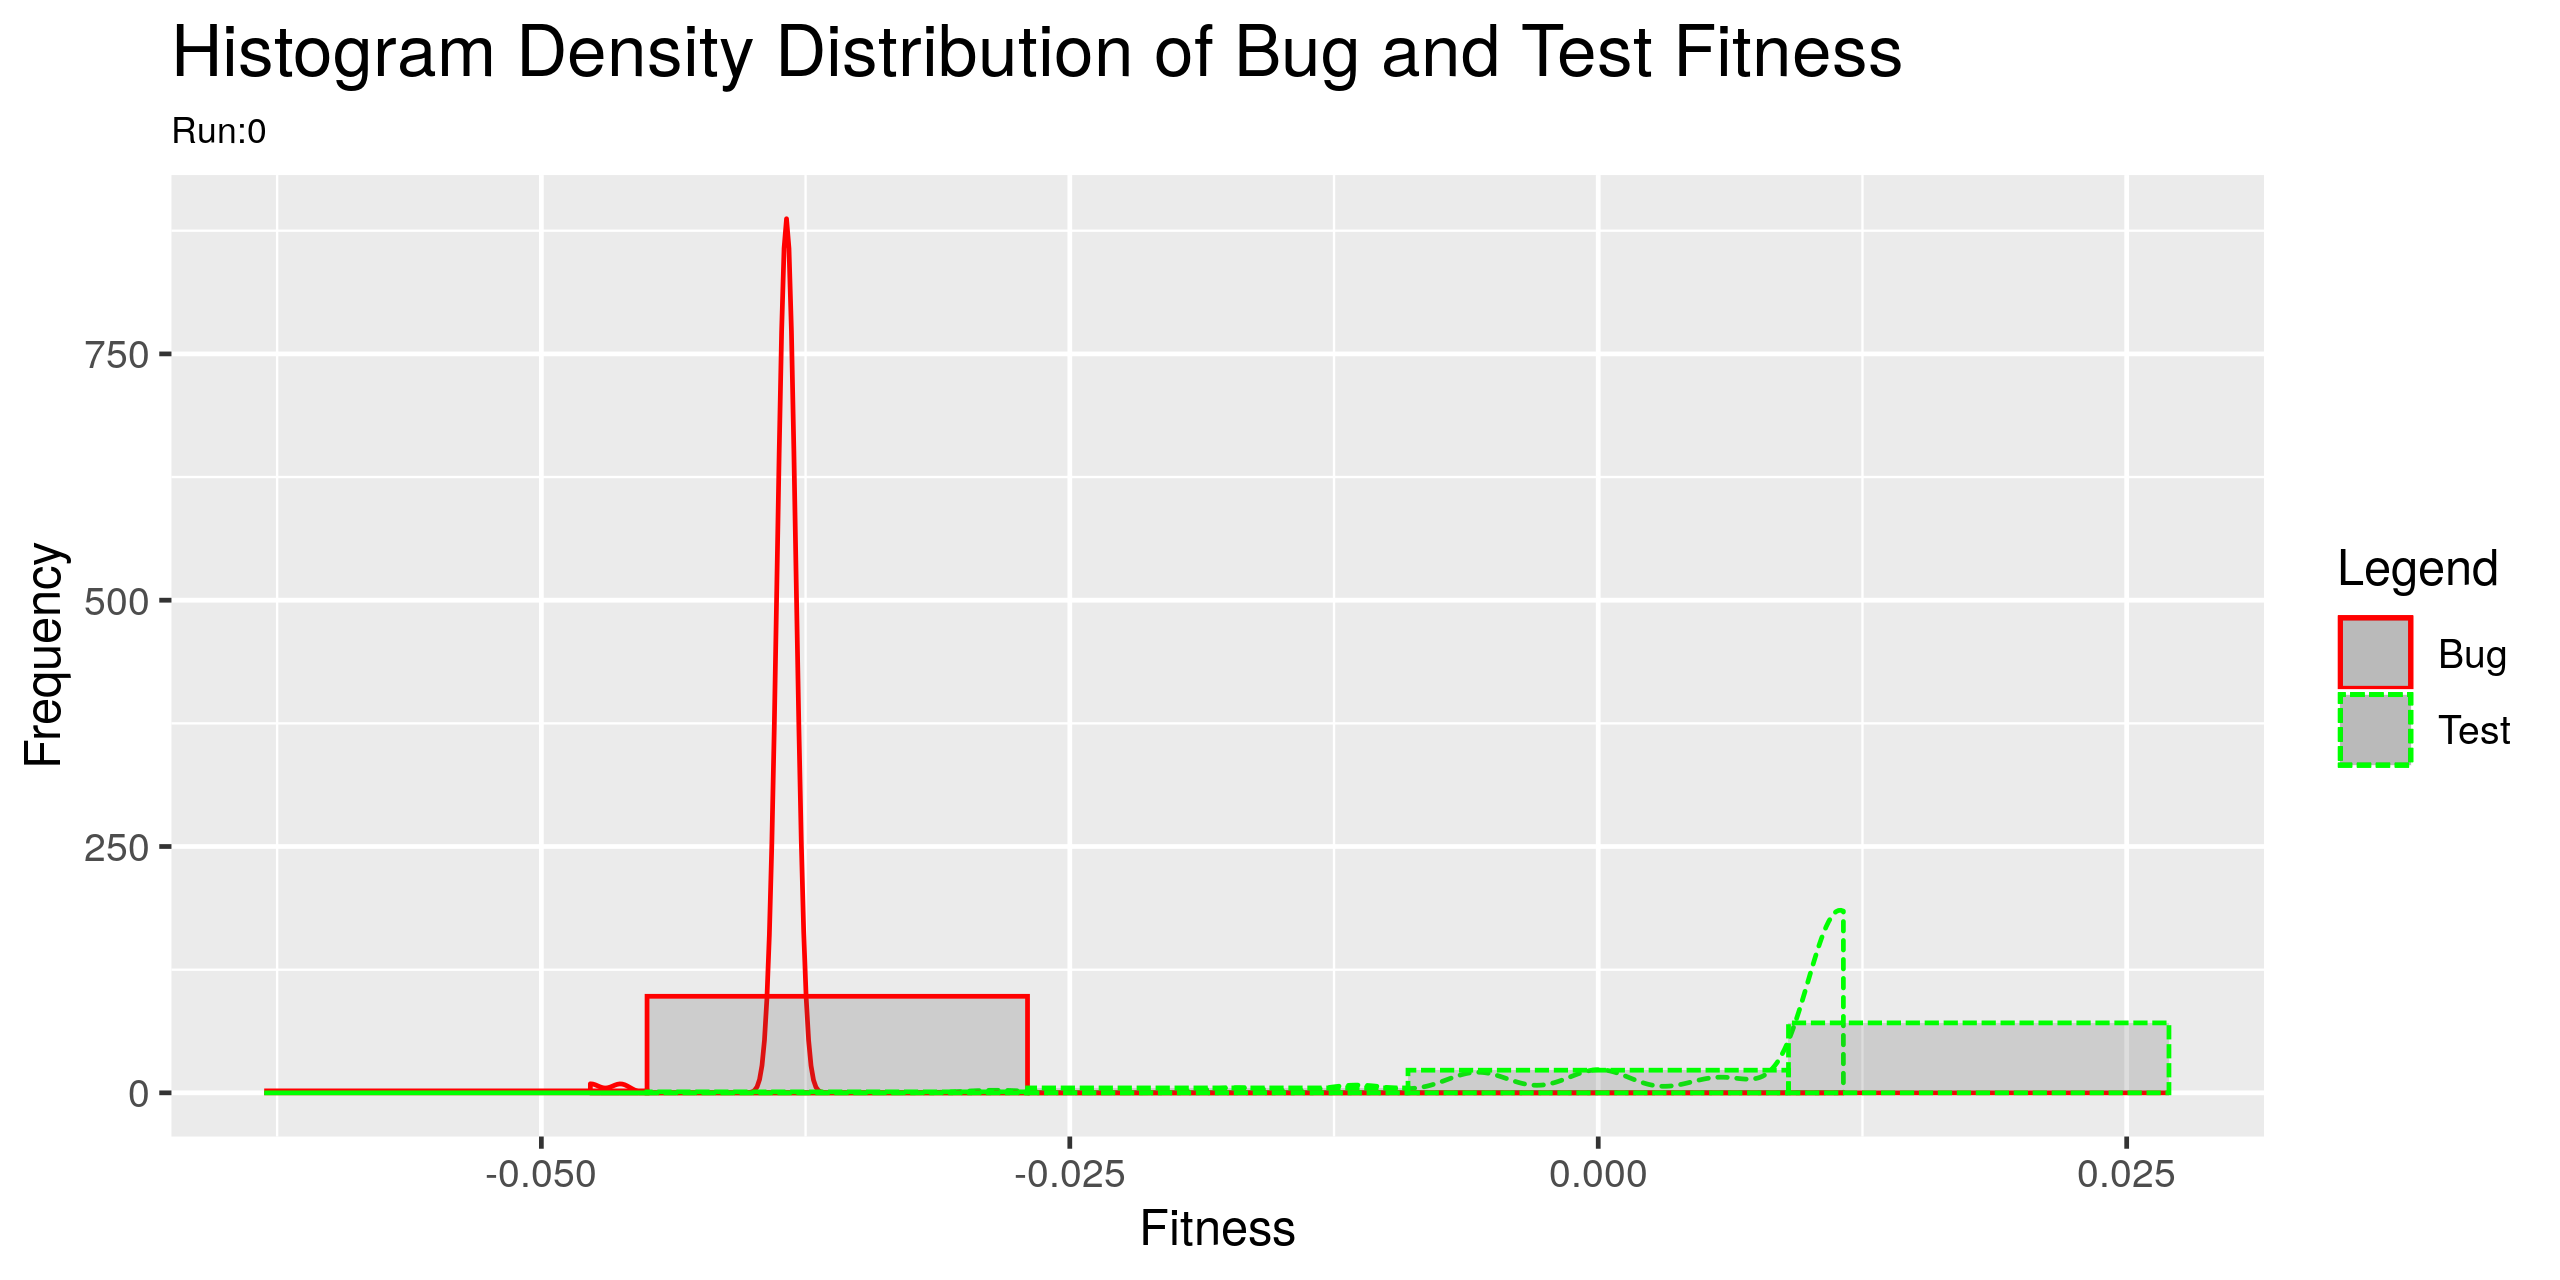 Histogram Density Distribution of Bug and Test Fitness
Run:0
Frequency
750
500
250
0
-0.050
-0.025
0.000
0.025
Fitness
Legend
Bug
Test